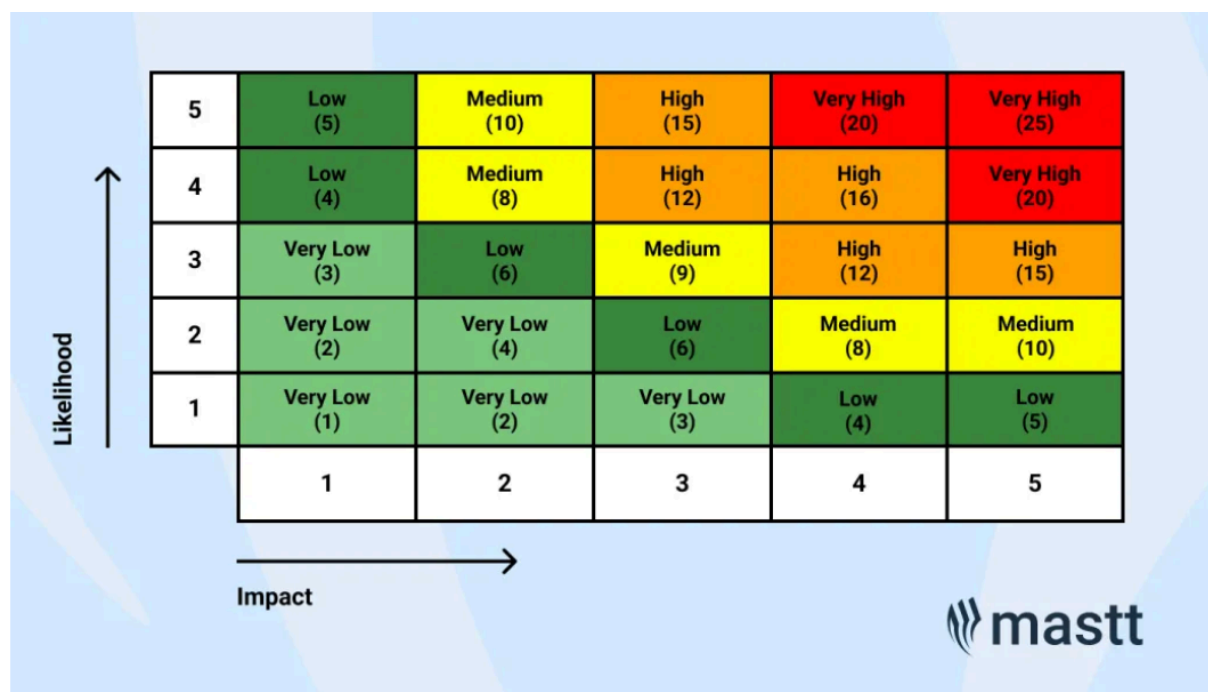 5
Low
(5)
Medium
(10)
High
(15)
Very High
(20)
Very High
(25)
4
Low
(4)
Medium
(8)
High
(12)
High
(16)
Very High
(20)
3
Very Low
(3)
Low
(6)
Medium
(9)
High
(12)
High
(15)
2
Very Low
(2)
Very Low
(4)
Low
(6)
Medium
(8)
Medium
(10)
1
Very Low
(1)
Very Low
(2)
Very Low
(3)
Low
(4)
Low
(5)
1
2
3
4
5
Likelihood
Impact
mastt